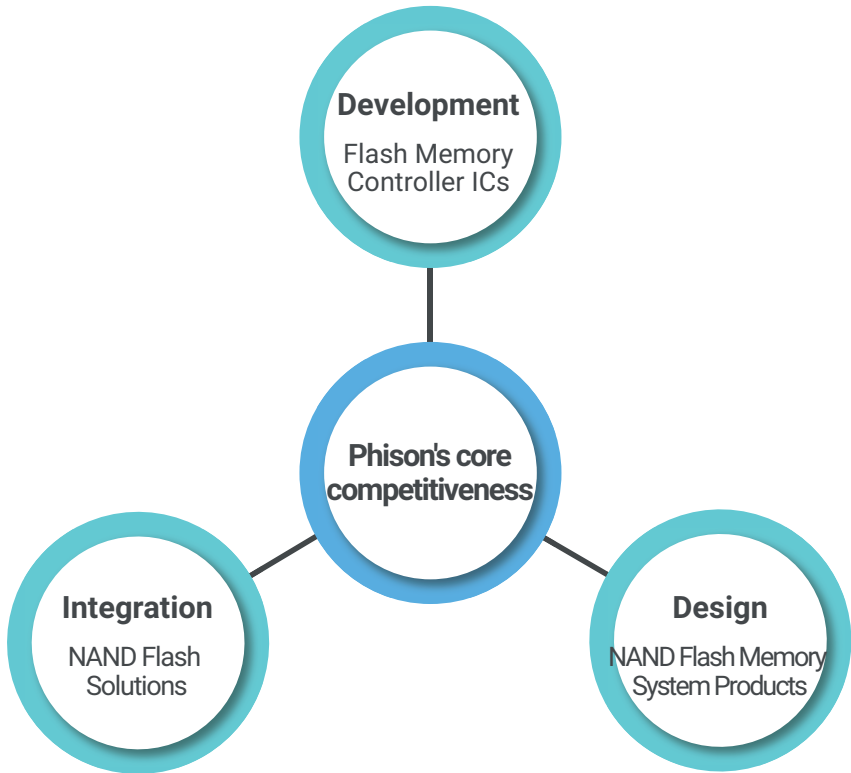 Development
Flash Memory
Controller ICs
Phison's core
competitiveness
Integration
NAND Flash
Solutions
Design
NAND Flash Memory
System Products